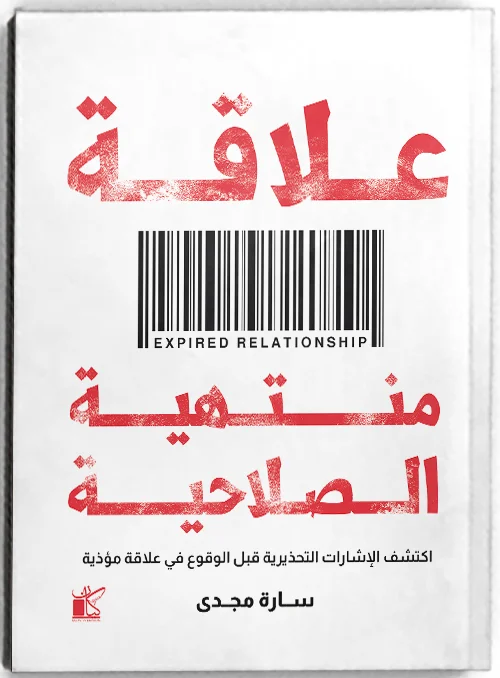 علاقة
EXPIRED RELATIONSHIP
منتهية
الصلاحية
اكتشف الإشارات التحذيرية قبل الوقوع في علاقة مؤذية
سارة مجدى